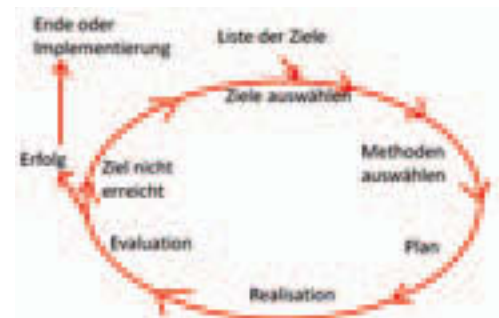 Ende oder
Implementierung
Liste der Ziele
Ziele auswählen
Erfolg
Ziel nicht
erreicht
Methoden
auswählen
Evaluation
Plan
Realisation